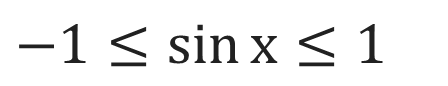 −1 ≤ sin x ≤ 1